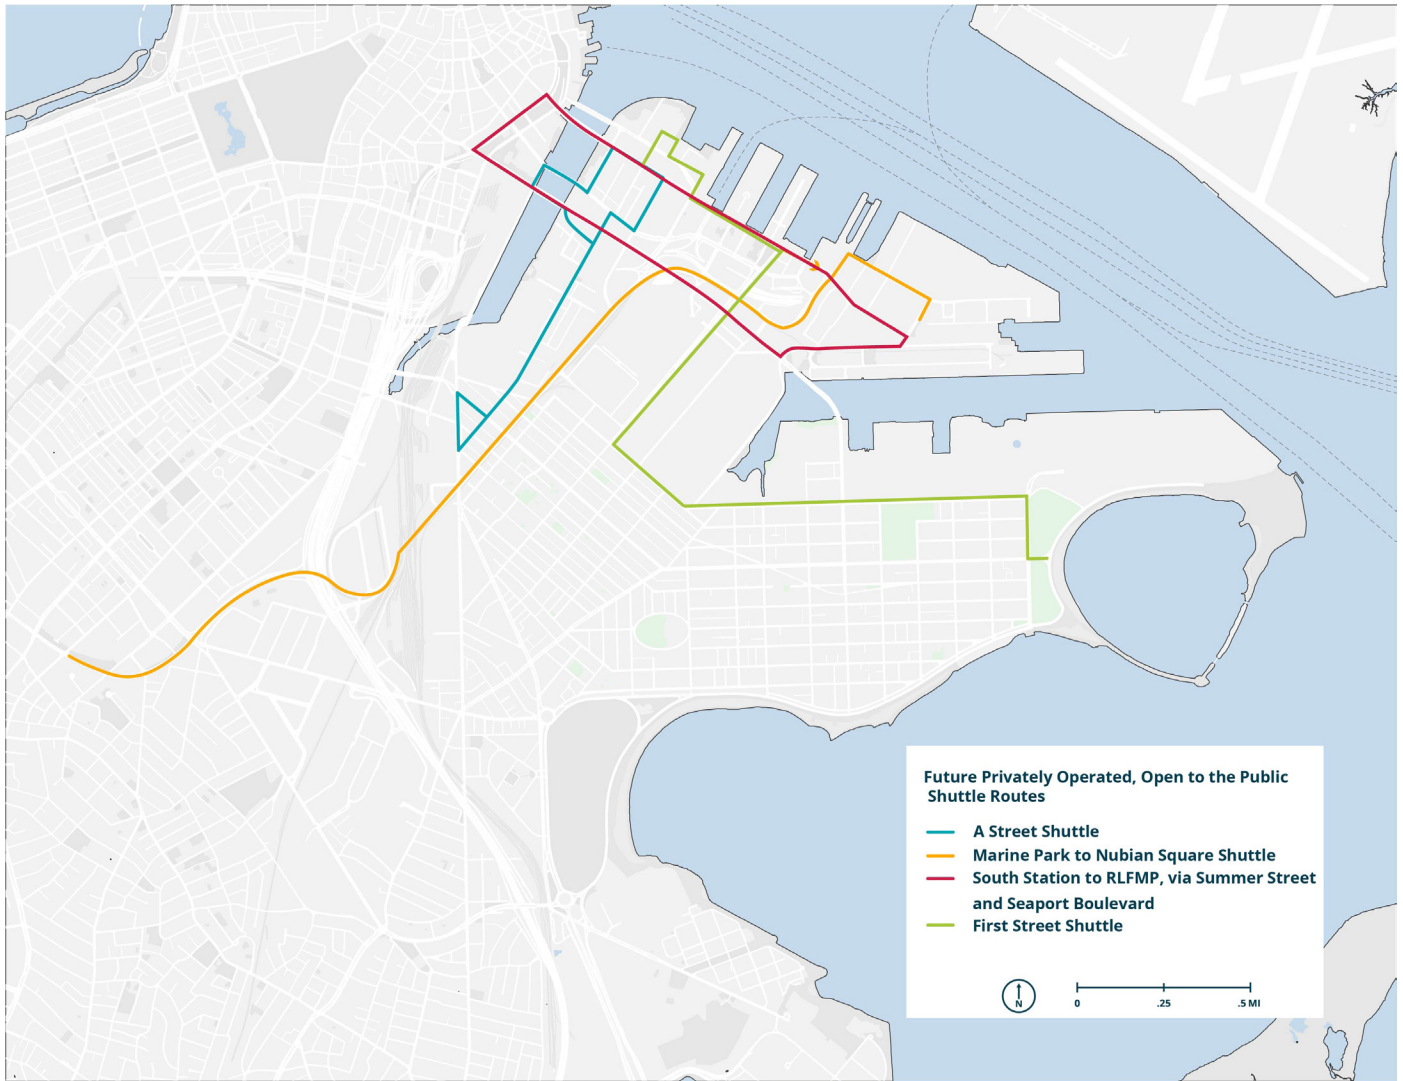 Future Privately Operated, Open to the Public
Shuttle Routes
A Street Shuttle
Marine Park to Nubian Square Shuttle
South Station to RLFMP, via Summer Street
and Seaport Boulevard
First Street Shuttle
N
0 .25 .5 MI